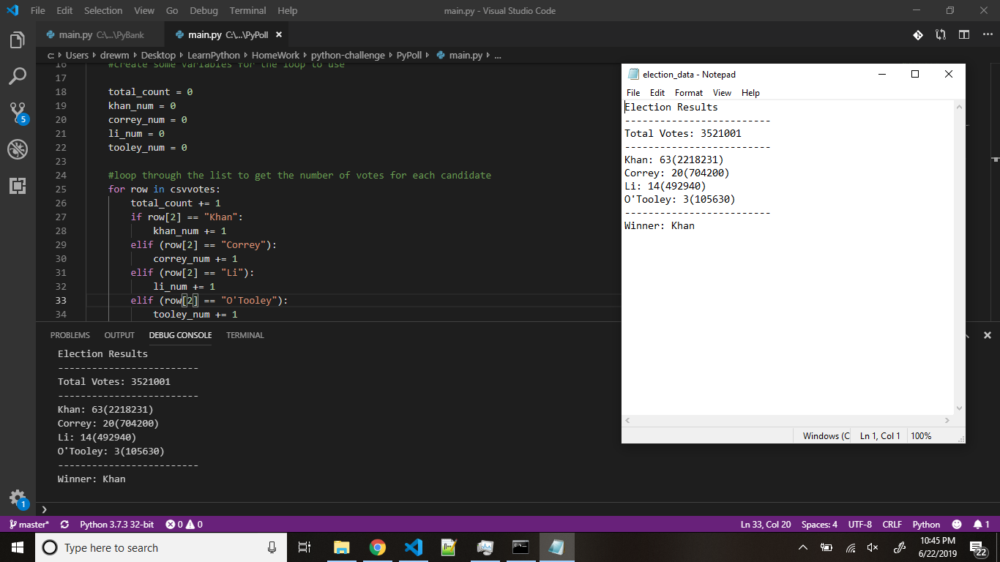 File Edit Selection View Go Debug Terminal Help main.py - Visual Studio Code
main.py C:\...\PyBank main.py C:\...\PyPoll
c: Users drewm Desktop LearnPython HomeWork python-challenge PyPoll main.py ...
16 #create some variables for the loop to use
17
18 total_count = 0
19 khan_num = 0
20 correy_num = 0
21 li_num = 0
22 tooley_num = 0
23
24 #loop through the list to get the number of votes for each candidate
25 for row in csvvotes:
26 total_count += 1
27 if row[2] == "Khan":
28 khan_num += 1
29 elif (row[2] == "Correy"):
30 correy_num += 1
31 elif (row[2] == "Li"):
32 li_num += 1
33 elif (row[2] == "O'Tooley"):
34 tooley_num += 1
5
1
PROBLEMS OUTPUT DEBUG CONSOLE TERMINAL
Election Results
-------------------------
Total Votes: 3521001
-------------------------
Khan: 63(2218231)
Correy: 20(704200)
Li: 14(492940)
O'Tooley: 3(105630)
-------------------------
Winner: Khan
election_data - Notepad
File Edit Format View Help
Election Results
-------------------------
Total Votes: 3521001
-------------------------
Khan: 63(2218231)
Correy: 20(704200)
Li: 14(492940)
O'Tooley: 3(105630)
-------------------------
Winner: Khan
Windows (C Ln 1, Col 1 100%
master* Python 3.7.3 32-bit 0 0 Ln 33, Col 20 Spaces: 4 UTF-8 CRLF Python 1
Type here to search
10:45 PM
6/22/2019
22